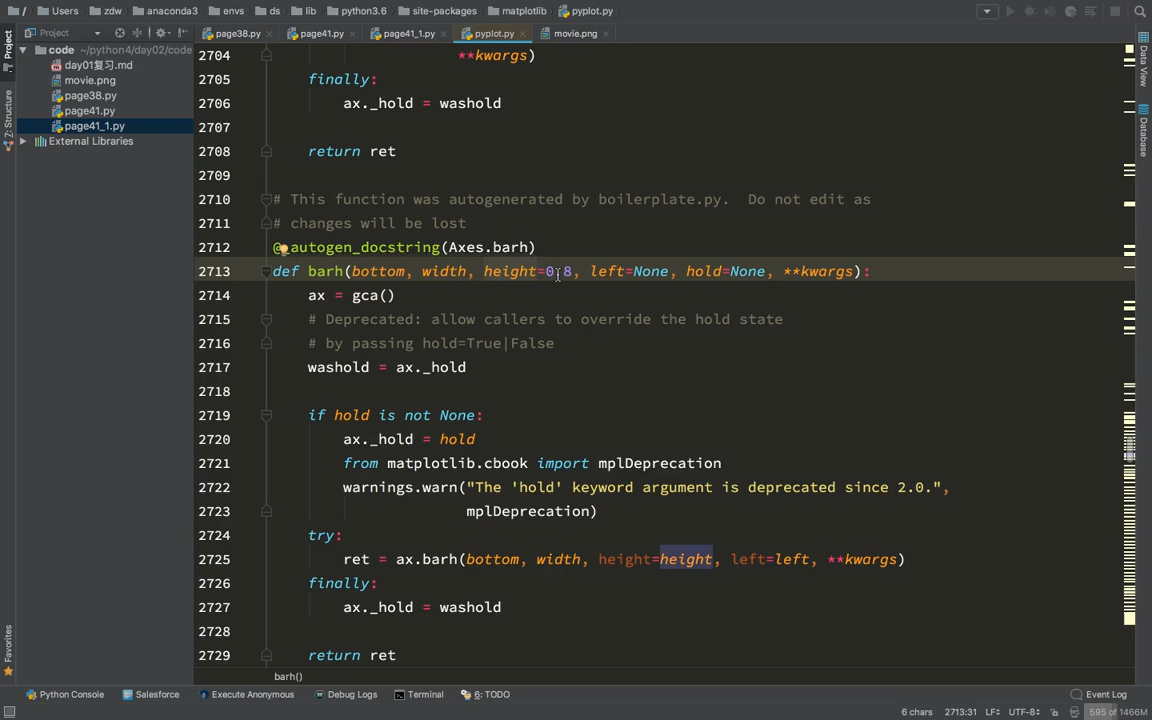 / Users zdw anaconda3 envs ds lib python3.6 site-packages matplotlib pyplot.py
Project page38.py page41.py page41_1.py pyplot.py movie.png
code ~/python4/day02/code
day01复习.md
movie.png
page38.py
page41.py
page41_1.py
External Libraries
Project
Z: Structure
Favorites
2704 **kwargs)
2705 finally:
2706 ax._hold = washold
2707
2708 return ret
2709
2710 # This function was autogenerated by boilerplate.py.  Do not edit as
2711 # changes will be lost
2712 @autogen_docstring(Axes.barh)
2713 def barh(bottom, width, height=0.8, left=None, hold=None, **kwargs):
2714 ax = gca()
2715 # Deprecated: allow callers to override the hold state
2716 # by passing hold=True|False
2717 washold = ax._hold
2718
2719 if hold is not None:
2720 ax._hold = hold
2721 from matplotlib.cbook import mplDeprecation
2722 warnings.warn("The 'hold' keyword argument is deprecated since 2.0.",
2723 mplDeprecation)
2724 try:
2725 ret = ax.barh(bottom, width, height=height, left=left, **kwargs)
2726 finally:
2727 ax._hold = washold
2728
2729 return ret
barh()
Data View
Database
Python Console Salesforce Execute Anonymous Debug Logs Terminal 6: TODO Event Log
6 chars 2713:31 LF UTF-8 595 of 1466M